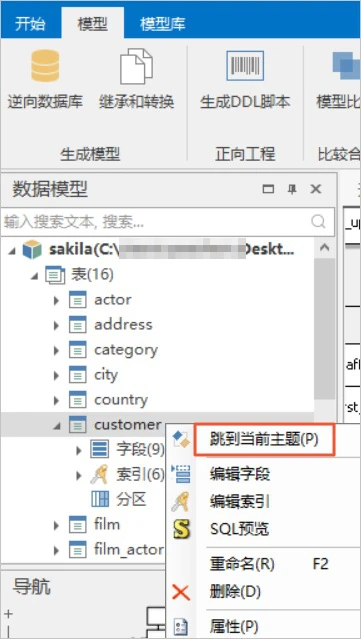 开始 模型 模型库
逆向数据库 继承和转换 生成DDL脚本 模型比
生成模型 正向工程 比较合
数据模型
输入搜索文本, 搜索...
_up
sakila(C:\ Deskt...
表(16)
actor
address
category
af
city
country
rst_
customer
跳到当前主题(P)
字段(9)
编辑字段
索引(6)
编辑索引
分区
SQL预览
film
film_actor
重命名(R) F2
导航
删除(D)
属性(P)